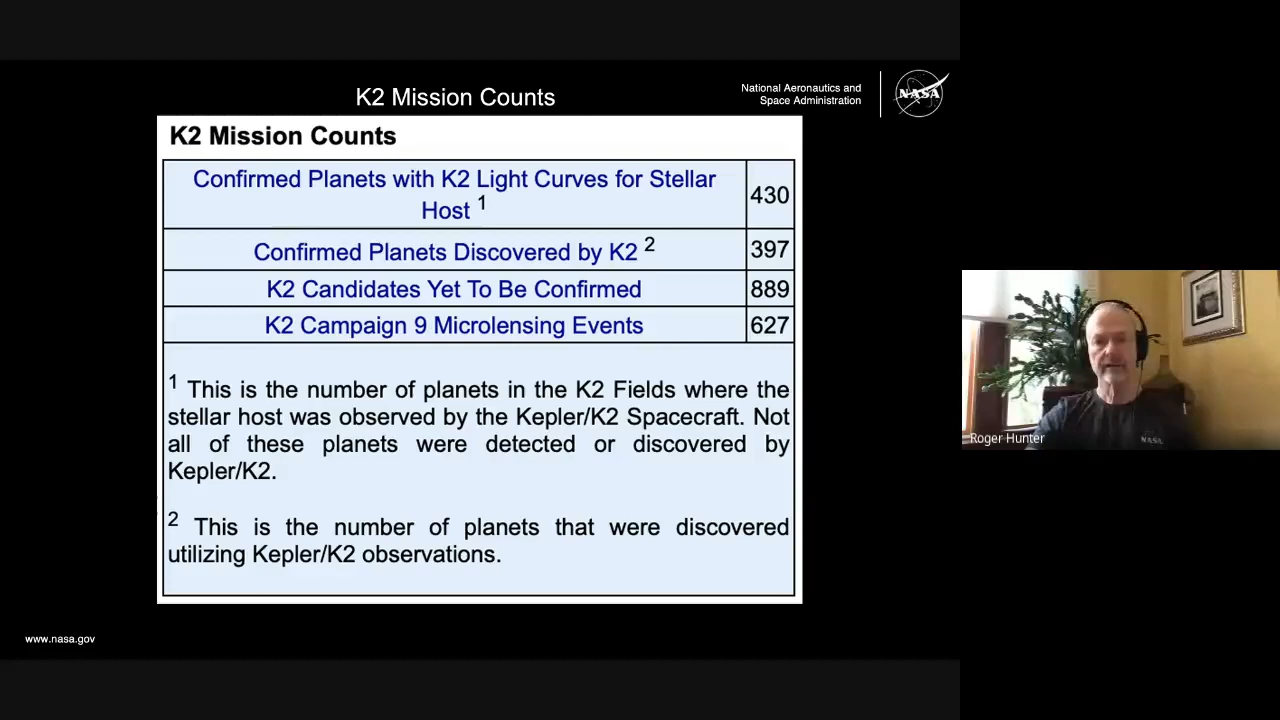 K2 Mission Counts
National Aeronautics and
Space Administration
NASA
K2 Mission Counts
Confirmed Planets with K2 Light Curves for Stellar
Host 1
430
Confirmed Planets Discovered by K2 2
397
K2 Candidates Yet To Be Confirmed
889
K2 Campaign 9 Microlensing Events
627
1 This is the number of planets in the K2 Fields where the
stellar host was observed by the Kepler/K2 Spacecraft. Not
all of these planets were detected or discovered by
Kepler/K2.
2 This is the number of planets that were discovered
utilizing Kepler/K2 observations.
www.nasa.gov
Roger Hunter
NASA